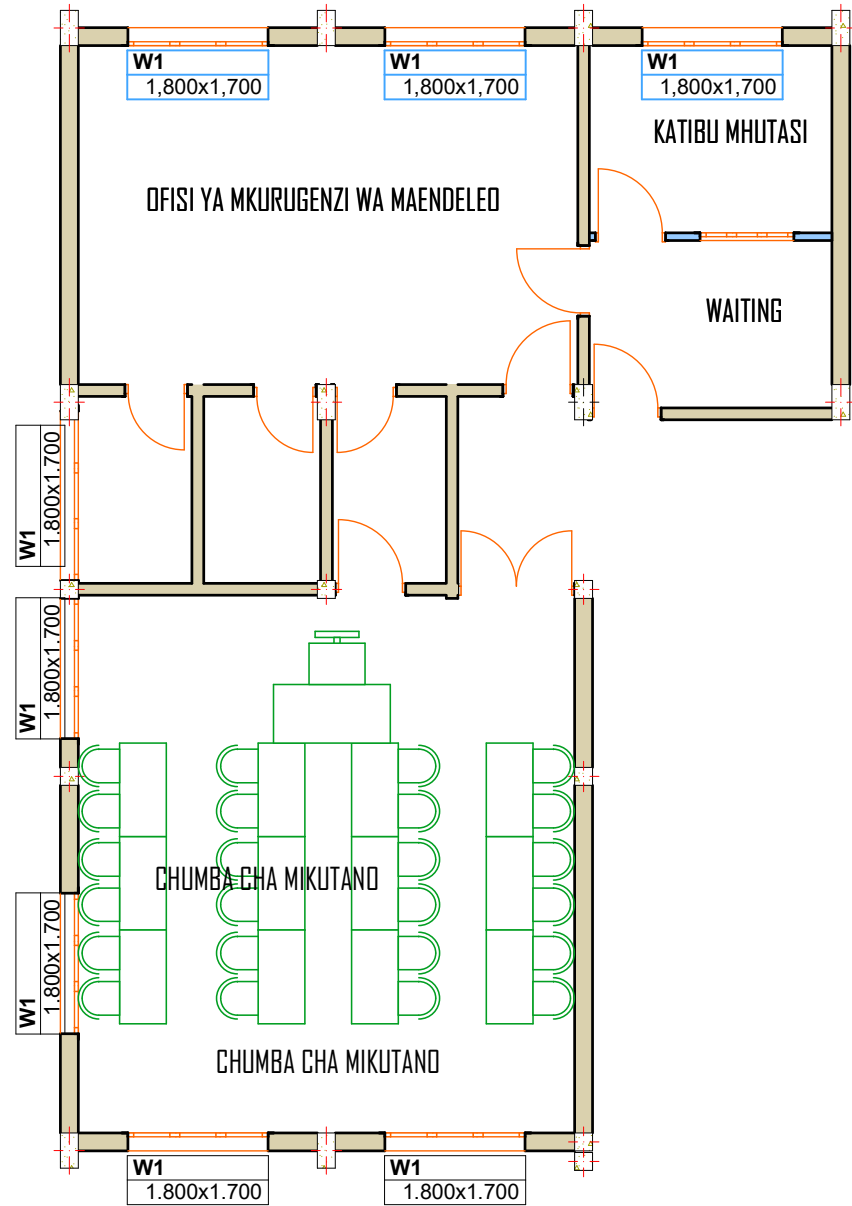 W1
1,800x1,700
W1
1,800x1,700
W1
1,800x1,700
KATIBU MHUTASI
OFISI YA MKURUGENZI WA MAENDELEO
WAITING
W1
1.800x1.700
W1
1.800x1.700
CHUMBA CHA MIKUTANO
W1
1.800x1.700
CHUMBA CHA MIKUTANO
W1
1.800x1.700
W1
1.800x1.700